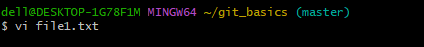 dell@DESKTOP-1G78F1M MINGW64 ~/git_basics (master)
$ vi file1.txt